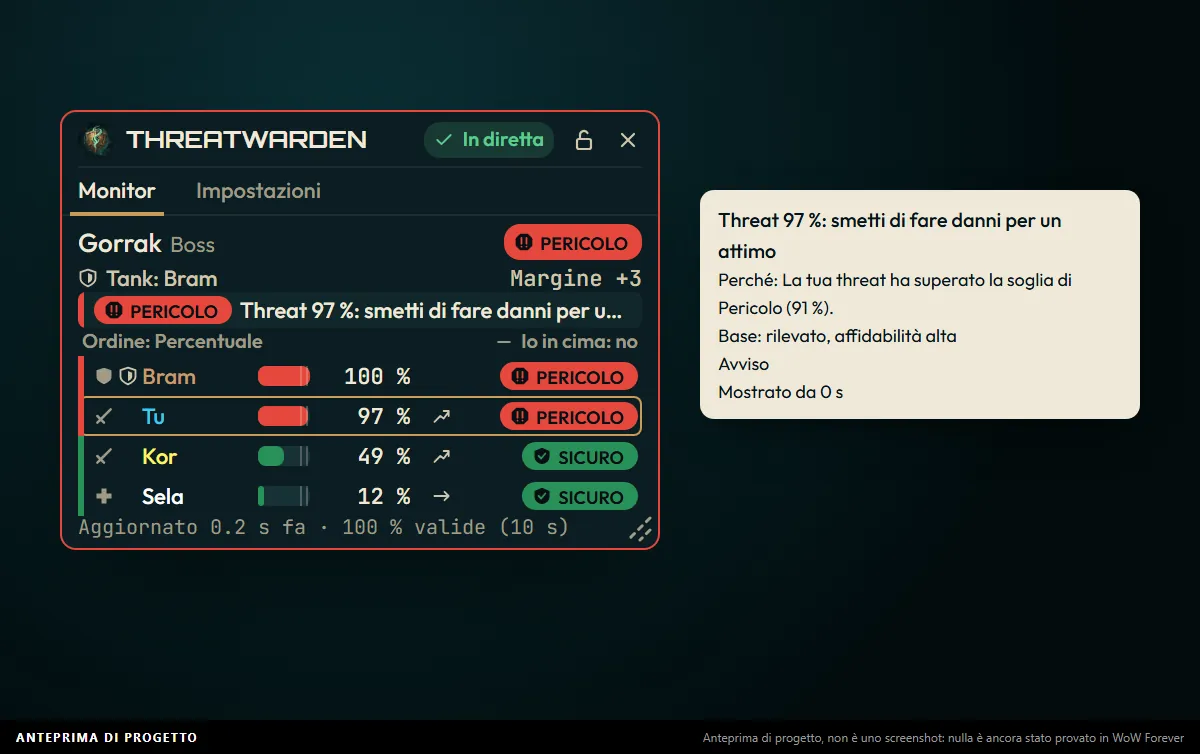 THREATWARDEN
In diretta
Monitor
Impostazioni
Gorrak Boss
PERICOLO
Tank: Bram
Margine +3
PERICOLO
Threat 97 %: smetti di fare danni per u...
Ordine: Percentuale
— Io in cima: no
Bram 100 % PERICOLO
Tu 97 % PERICOLO
Kor 49 % SICURO
Sela 12 % SICURO
Aggiornato 0.2 s fa · 100 % valide (10 s)
Threat 97 %: smetti di fare danni per un
attimo
Perché: La tua threat ha superato la soglia di
Pericolo (91 %).
Base: rilevato, affidabilità alta
Avviso
Mostrato da 0 s
ANTEPRIMA DI PROGETTO
Anteprima di progetto, non è uno screenshot: nulla è ancora stato provato in WoW Forever